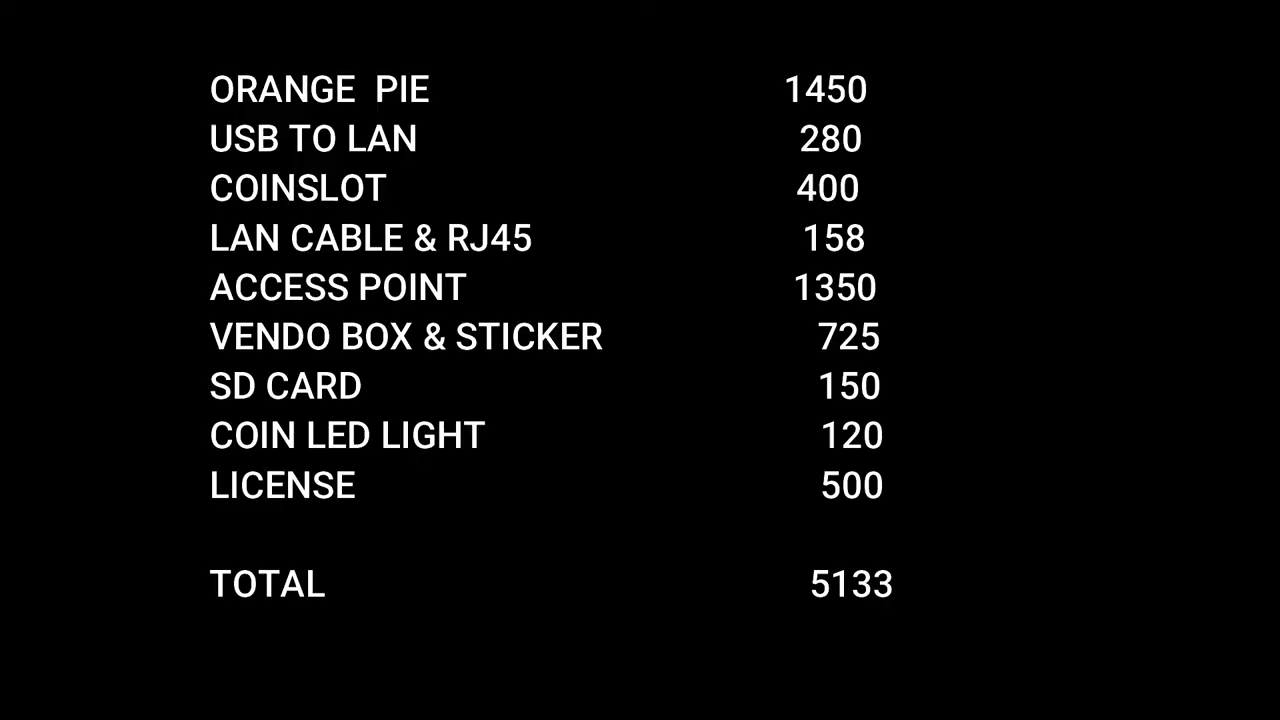 ORANGE  PIE 1450
USB TO LAN 280
COINSLOT 400
LAN CABLE & RJ45 158
ACCESS POINT 1350
VENDO BOX & STICKER 725
SD CARD 150
COIN LED LIGHT 120
LICENSE 500
TOTAL 5133